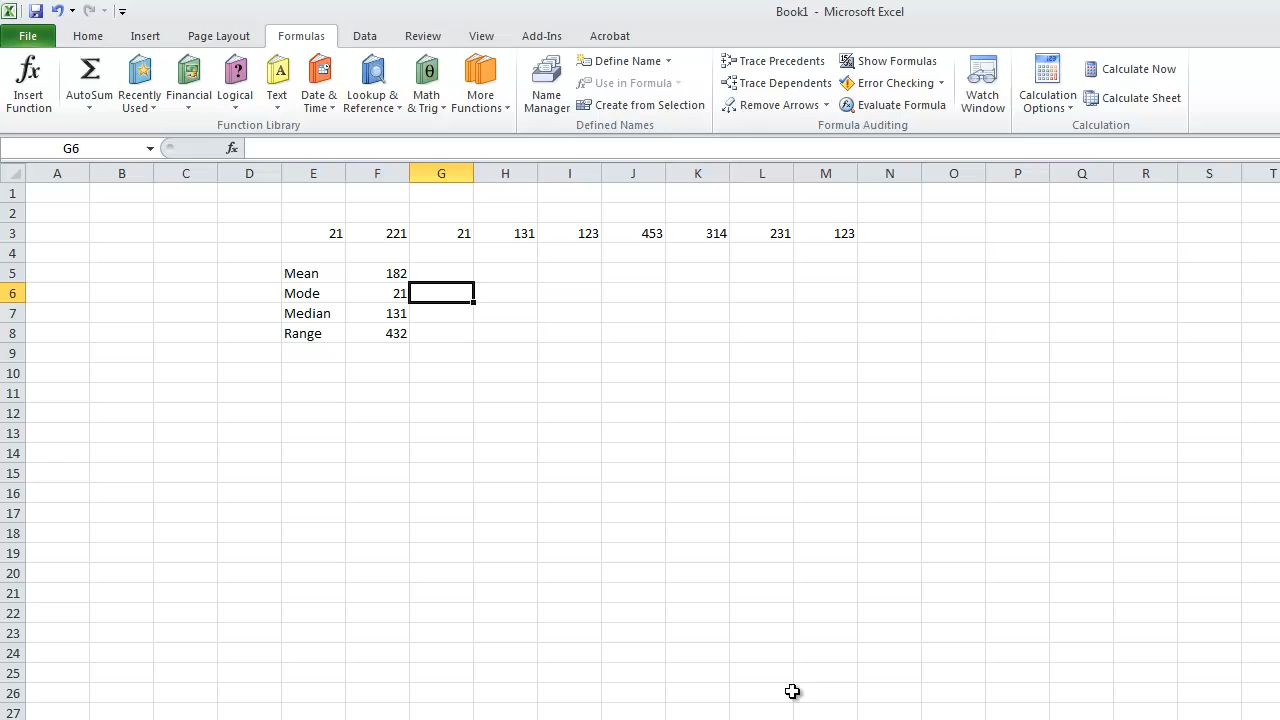 Book1 - Microsoft Excel
File Home Insert Page Layout Formulas Data Review View Add-Ins Acrobat
Insert Function
AutoSum
Recently Used
Financial
Logical
Text
Date & Time
Lookup & Reference
Math & Trig
More Functions
Function Library
Name Manager
Define Name
Use in Formula
Create from Selection
Defined Names
Trace Precedents
Trace Dependents
Remove Arrows
Show Formulas
Error Checking
Evaluate Formula
Watch Window
Formula Auditing
Calculation Options
Calculate Now
Calculate Sheet
Calculation
G6 fx
A B C D E F G H I J K L M N O P Q R S T
1
2
3 21 221 21 131 123 453 314 231 123
4
5 Mean 182
6 Mode 21
7 Median 131
8 Range 432
9
10
11
12
13
14
15
16
17
18
19
20
21
22
23
24
25
26
27